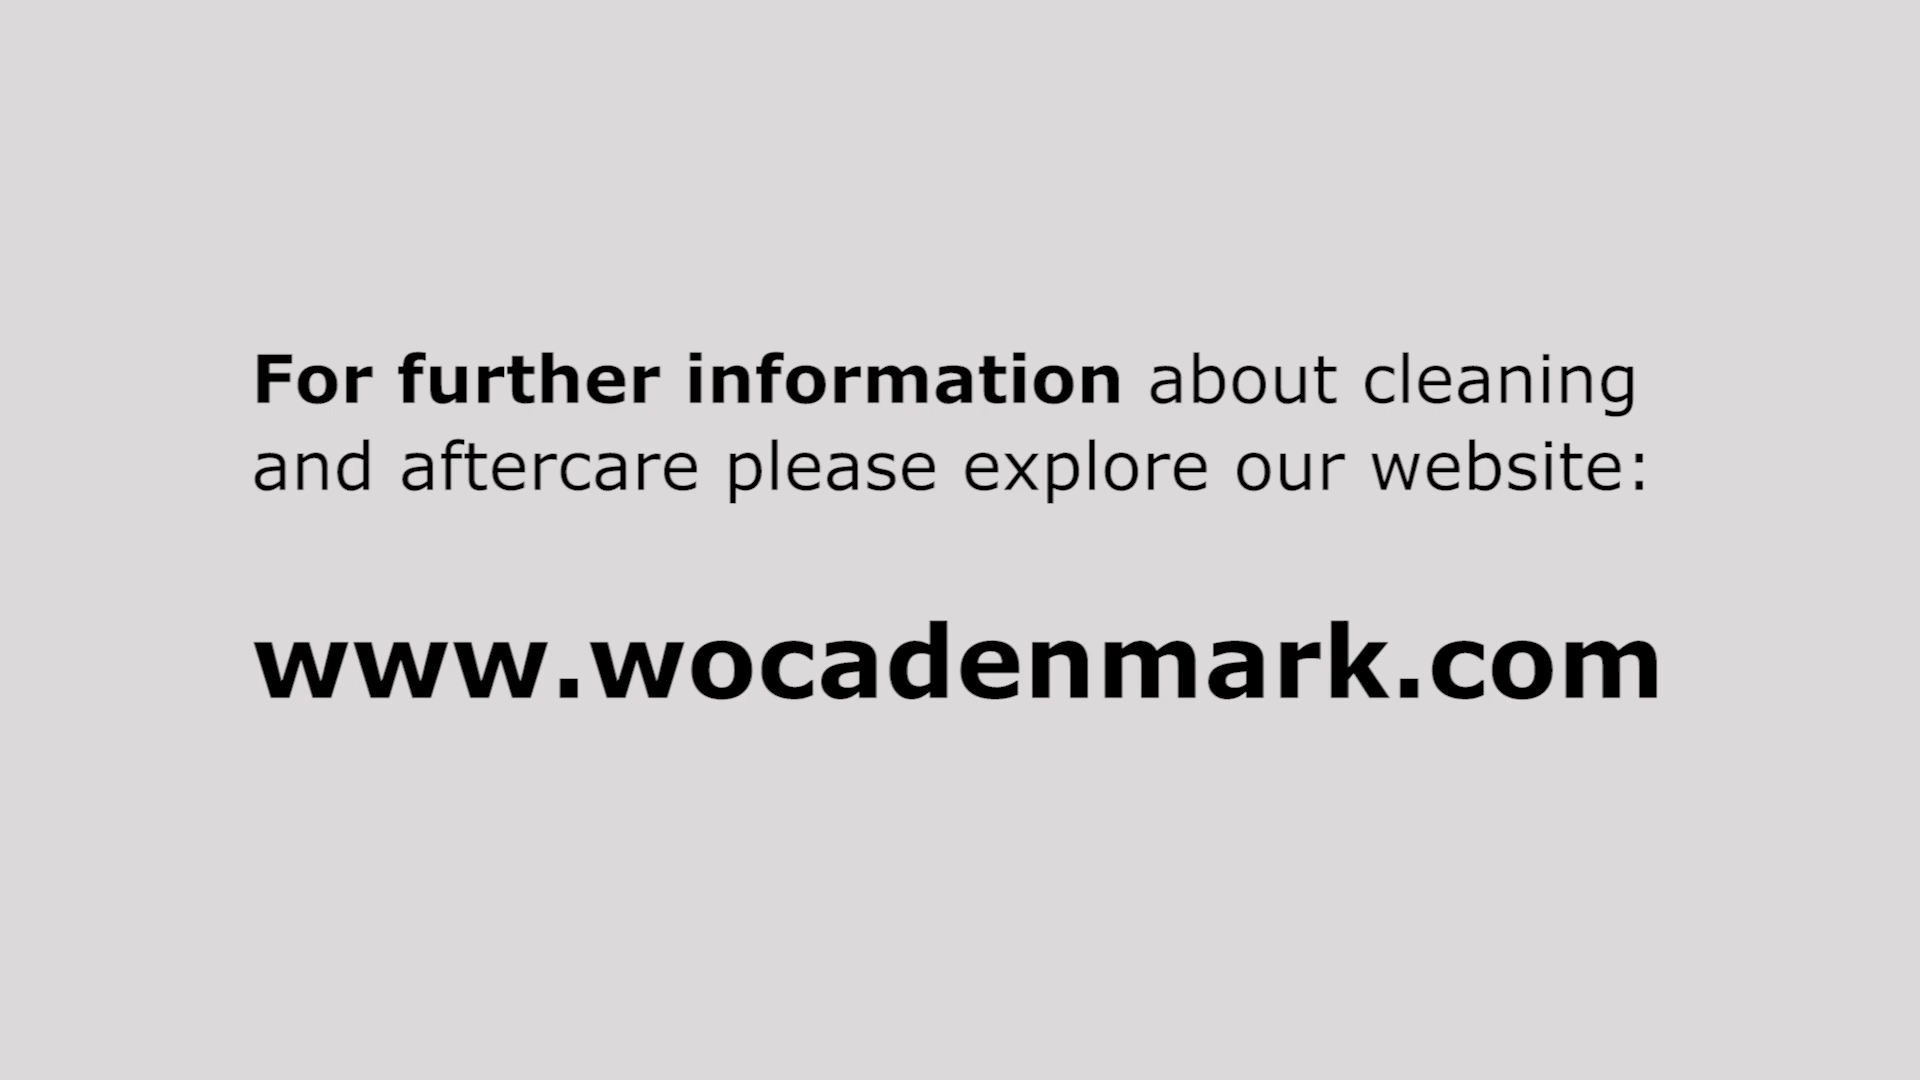 For further information about cleaning
and aftercare please explore our website:
www.wocadenmark.com